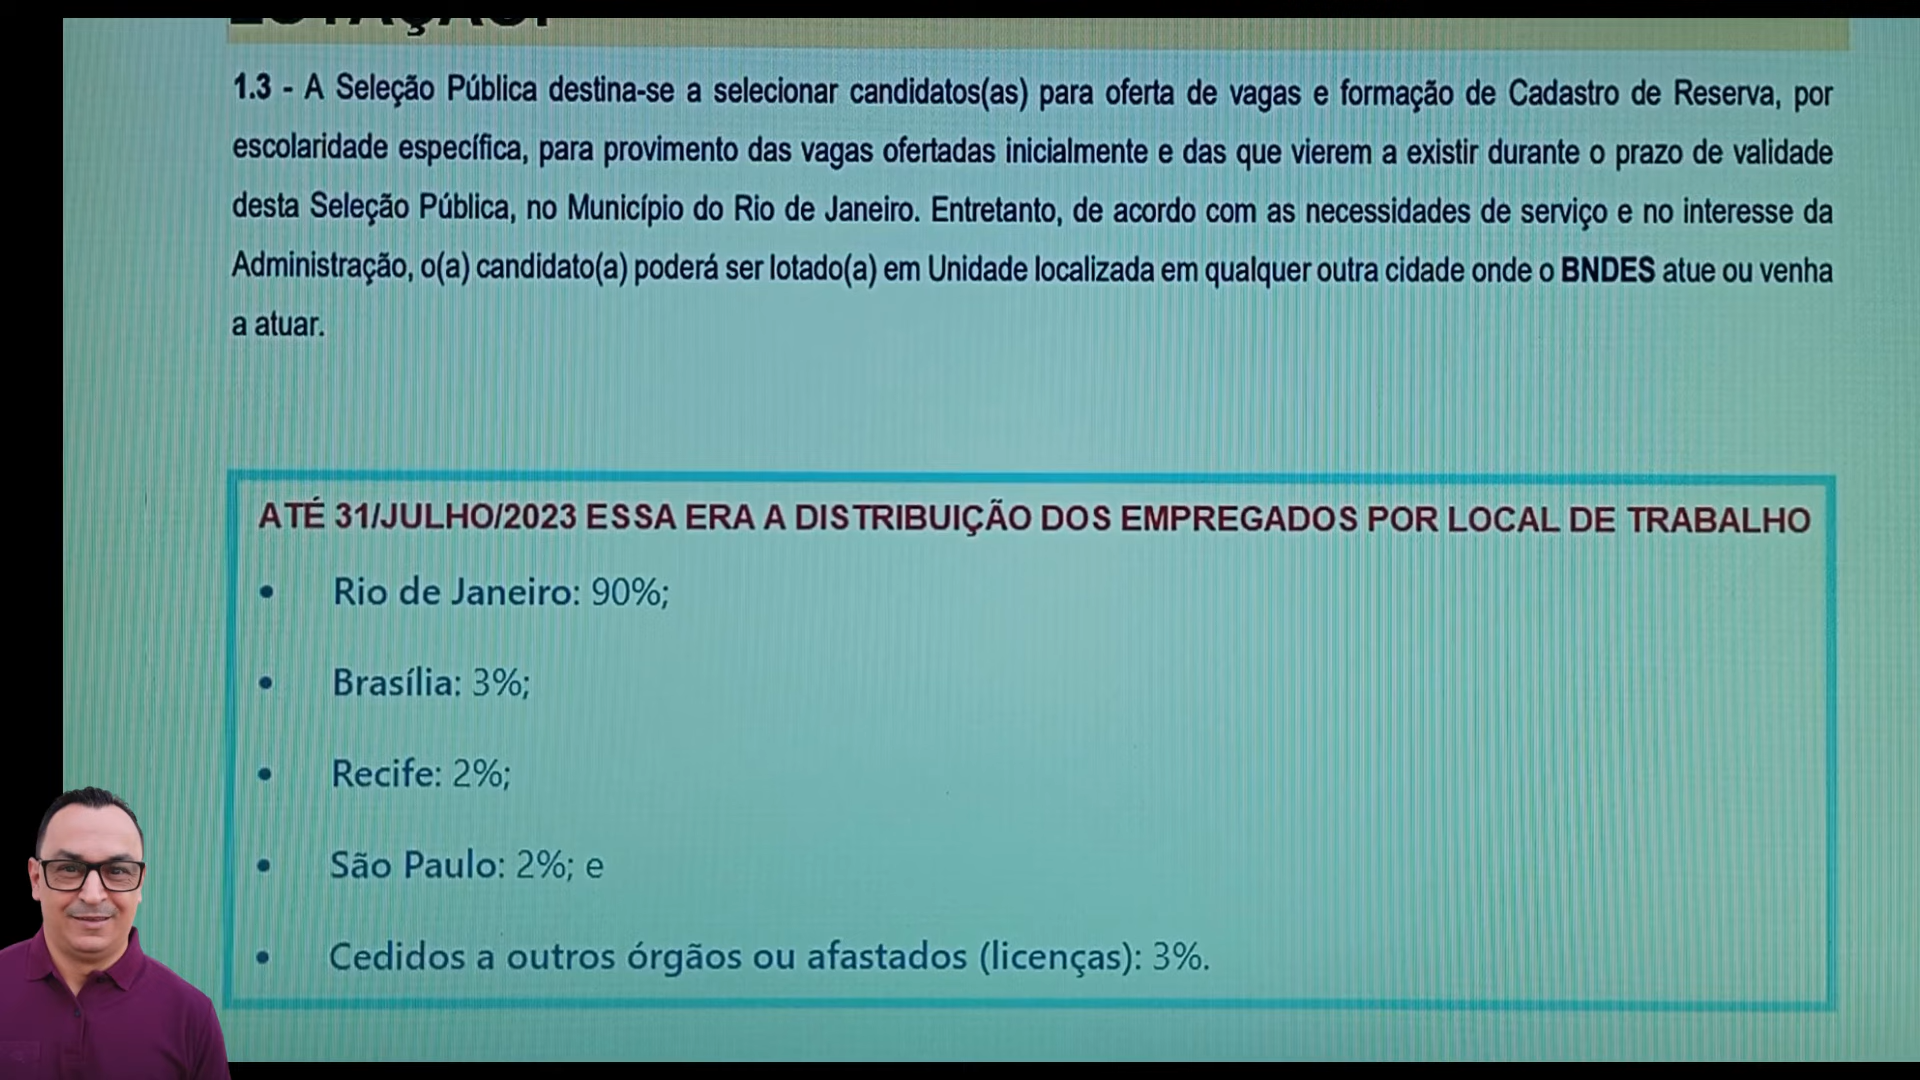 1.3 - A Seleção Pública destina-se a selecionar candidatos(as) para oferta de vagas e formação de Cadastro de Reserva, por
escolaridade específica, para provimento das vagas ofertadas inicialmente e das que vierem a existir durante o prazo de validade
desta Seleção Pública, no Município do Rio de Janeiro. Entretanto, de acordo com as necessidades de serviço e no interesse da
Administração, o(a) candidato(a) poderá ser lotado(a) em Unidade localizada em qualquer outra cidade onde o BNDES atue ou venha
a atuar.
ATÉ 31/JULHO/2023 ESSA ERA A DISTRIBUIÇÃO DOS EMPREGADOS POR LOCAL DE TRABALHO
• Rio de Janeiro: 90%;
• Brasília: 3%;
• Recife: 2%;
• São Paulo: 2%; e
• Cedidos a outros órgãos ou afastados (licenças): 3%.